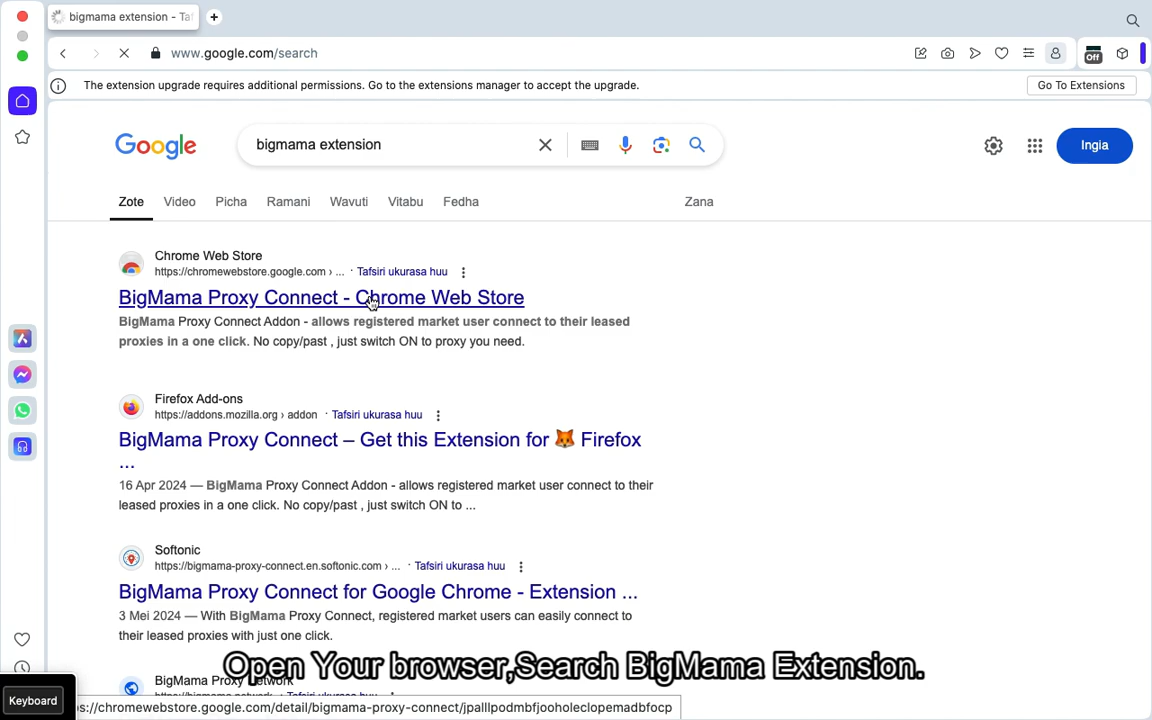 bigmama extension - Ta
www.google.com/search
Off
The extension upgrade requires additional permissions. Go to the extensions manager to accept the upgrade.
Go To Extensions
Google
bigmama extension
Ingia
Zote Video Picha Ramani Wavuti Vitabu Fedha Zana
Chrome Web Store
https://chromewebstore.google.com › ... · Tafsiri ukurasa huu
BigMama Proxy Connect - Chrome Web Store
BigMama Proxy Connect Addon - allows registered market user connect to their leased
proxies in a one click. No copy/past , just switch ON to proxy you need.
Firefox Add-ons
https://addons.mozilla.org › addon · Tafsiri ukurasa huu
BigMama Proxy Connect – Get this Extension for 🦊 Firefox
...
16 Apr 2024 — BigMama Proxy Connect Addon - allows registered market user connect to their
leased proxies in a one click. No copy/past , just switch ON to ...
Softonic
https://bigmama-proxy-connect.en.softonic.com › ... · Tafsiri ukurasa huu
BigMama Proxy Connect for Google Chrome - Extension ...
3 Mei 2024 — With BigMama Proxy Connect, registered market users can easily connect to
their leased proxies with just one click.
Open Your browser,Search BigMama Extension.
BigMama Proxy Network
Keyboard
s://chromewebstore.google.com/detail/bigmama-proxy-connect/jpalllpodmbfjooholeclopemadbfocp